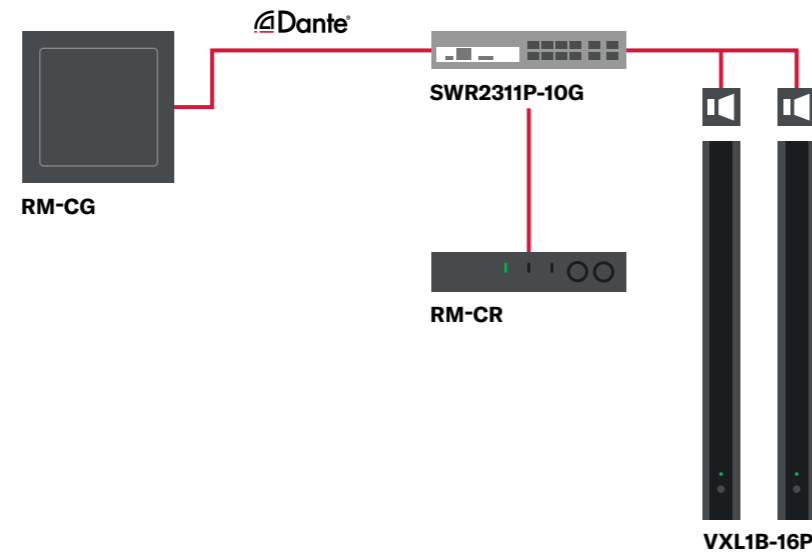 Dante®
SWR2311P-10G
RM-CG
RM-CR
VXL1B-16P